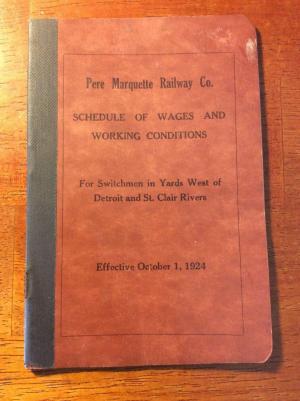 Pere Marquette Railway Co.
SCHEDULE OF WAGES AND
WORKING CONDITIONS
For Switchmen in Yards West of
Detroit and St. Clair Rivers
Effective October 1, 1924